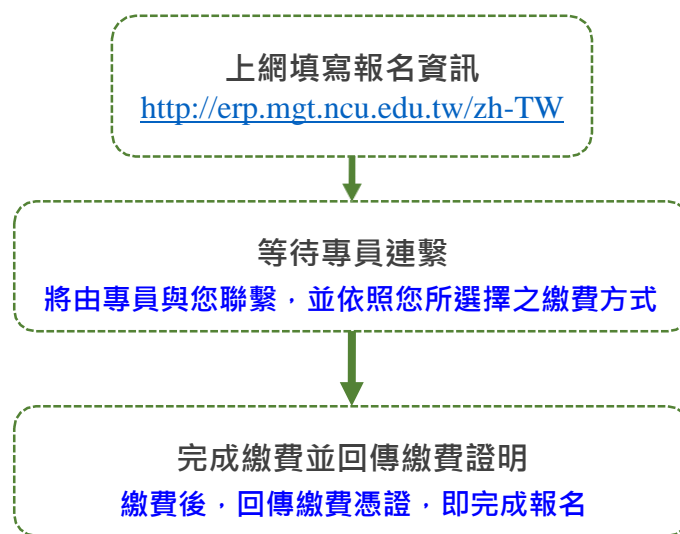 上網填寫報名資訊
http://erp.mgt.ncu.edu.tw/zh-TW
等待專員連繫
將由專員與您聯繫，並依照您所選擇之繳費方式
完成繳費並回傳繳費證明
繳費後，回傳繳費憑證，即完成報名